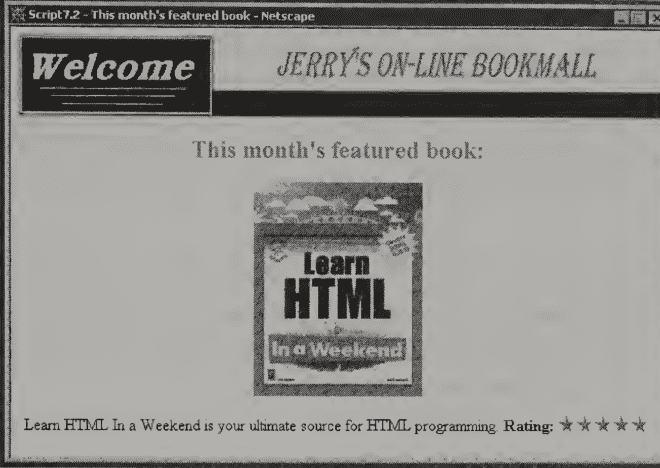 Script7.2 - This month's featured book - Netscape
Welcome
JERRY'S ON-LINE BOOKMALL
This month's featured book:
Learn
HTML
In a Weekend
Learn HTML In a Weekend is your ultimate source for HTML programming. Rating: